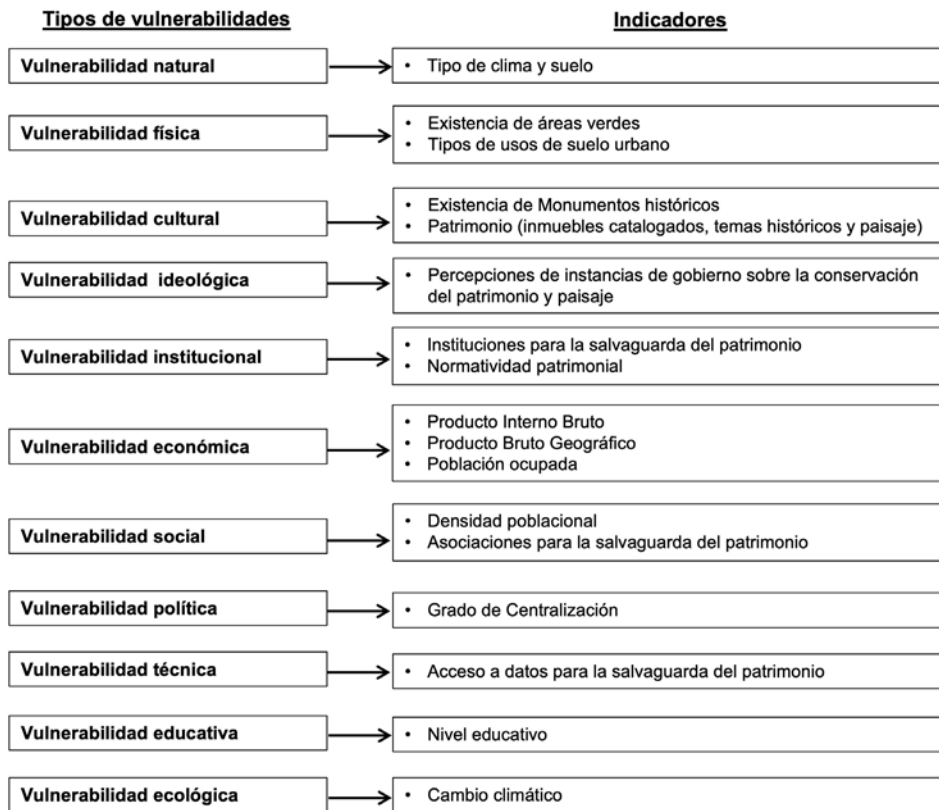 Tipos de vulnerabilidades
Indicadores
Vulnerabilidad natural
• Tipo de clima y suelo
Vulnerabilidad física
• Existencia de áreas verdes
• Tipos de usos de suelo urbano
Vulnerabilidad cultural
• Existencia de Monumentos históricos
• Patrimonio (inmuebles catalogados, temas históricos y paisaje)
Vulnerabilidad ideológica
• Percepciones de instancias de gobierno sobre la conservación
del patrimonio y paisaje
Vulnerabilidad institucional
• Instituciones para la salvaguarda del patrimonio
• Normatividad patrimonial
Vulnerabilidad económica
• Producto Interno Bruto
• Producto Bruto Geográfico
• Población ocupada
Vulnerabilidad social
• Densidad poblacional
• Asociaciones para la salvaguarda del patrimonio
Vulnerabilidad política
• Grado de Centralización
Vulnerabilidad técnica
• Acceso a datos para la salvaguarda del patrimonio
Vulnerabilidad educativa
• Nivel educativo
Vulnerabilidad ecológica
• Cambio climático